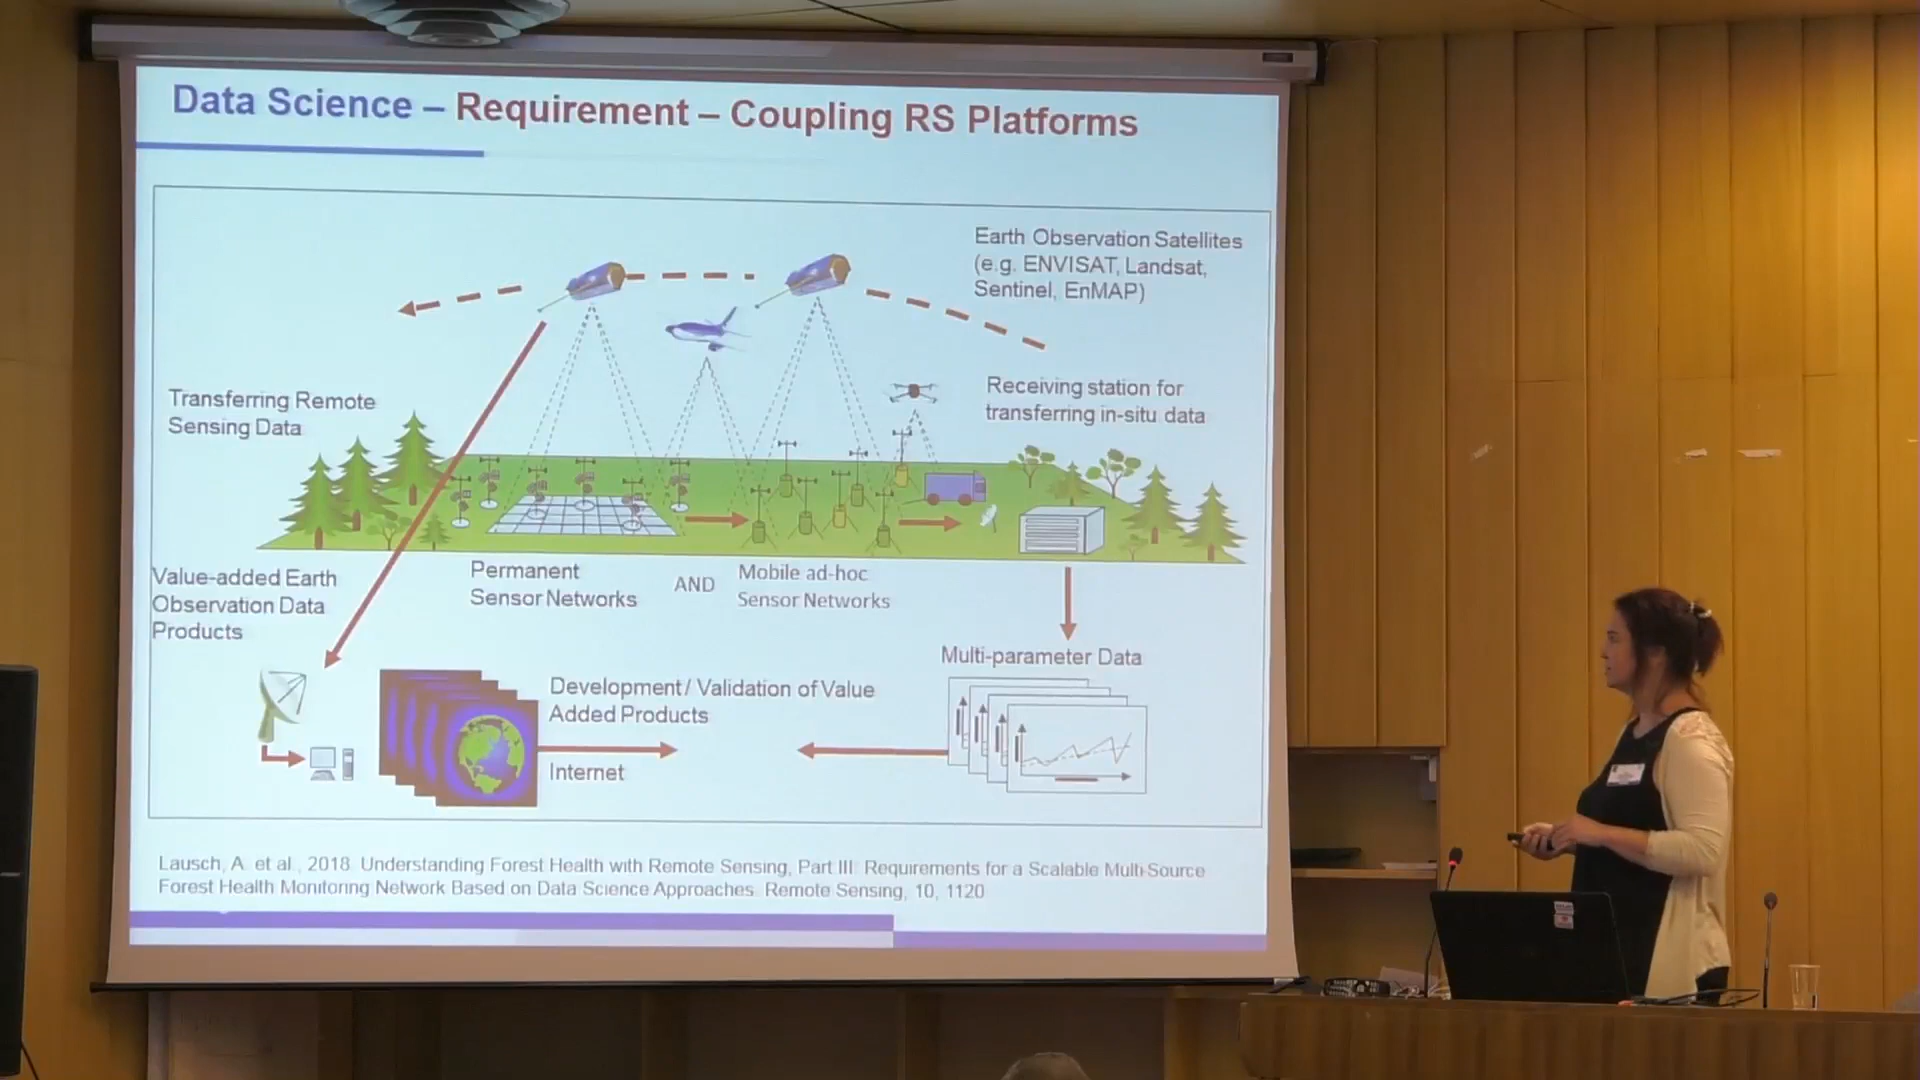 Data Science – Requirement – Coupling RS Platforms
Earth Observation Satellites
(e.g. ENVISAT, Landsat,
Sentinel, EnMAP)
Transferring Remote
Sensing Data
Receiving station for
transferring in-situ data
Value-added Earth
Observation Data
Products
Permanent
Sensor Networks
AND
Mobile ad-hoc
Sensor Networks
Multi-parameter Data
Development / Validation of Value
Added Products
Internet
Lausch, A. et al., 2018. Understanding Forest Health with Remote Sensing, Part III: Requirements for a Scalable Multi-Source
Forest Health Monitoring Network Based on Data Science Approaches. Remote Sensing, 10, 1120